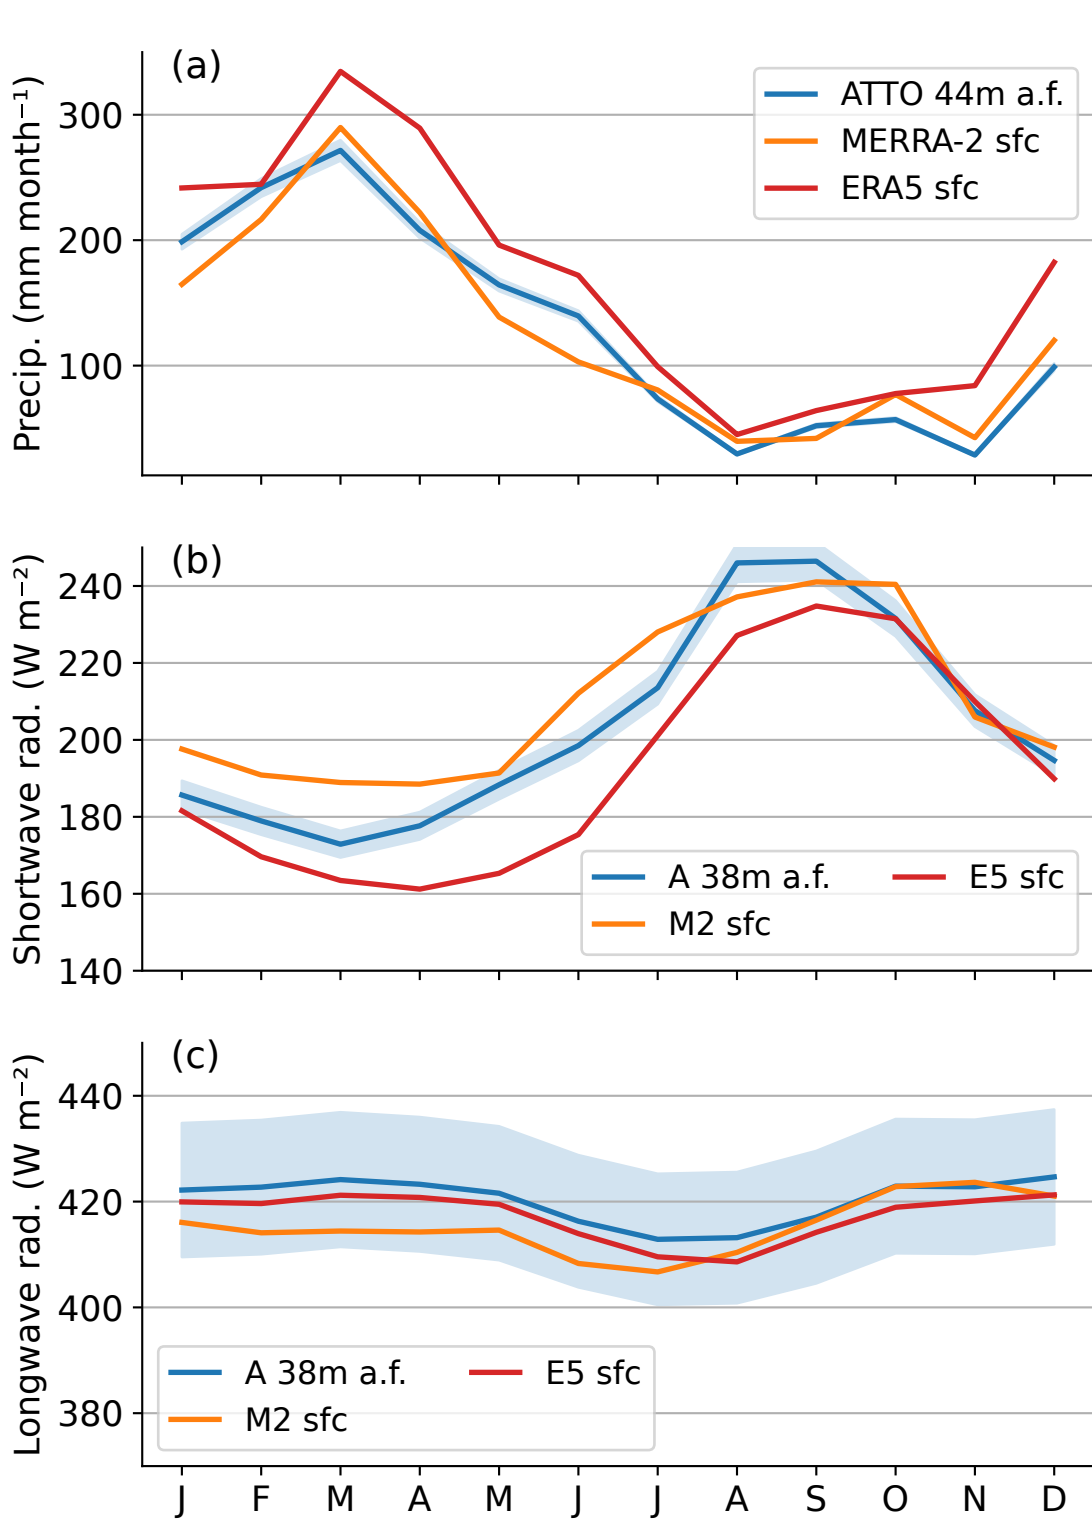 (a)
Precip. (mm month⁻¹)
300
200
100
ATTO 44m a.f.
MERRA-2 sfc
ERA5 sfc
(b)
Shortwave rad. (W m⁻²)
240
220
200
180
160
140
A 38m a.f. E5 sfc
M2 sfc
(c)
Longwave rad. (W m⁻²)
440
420
400
380
A 38m a.f. E5 sfc
M2 sfc
J F M A M J J A S O N D